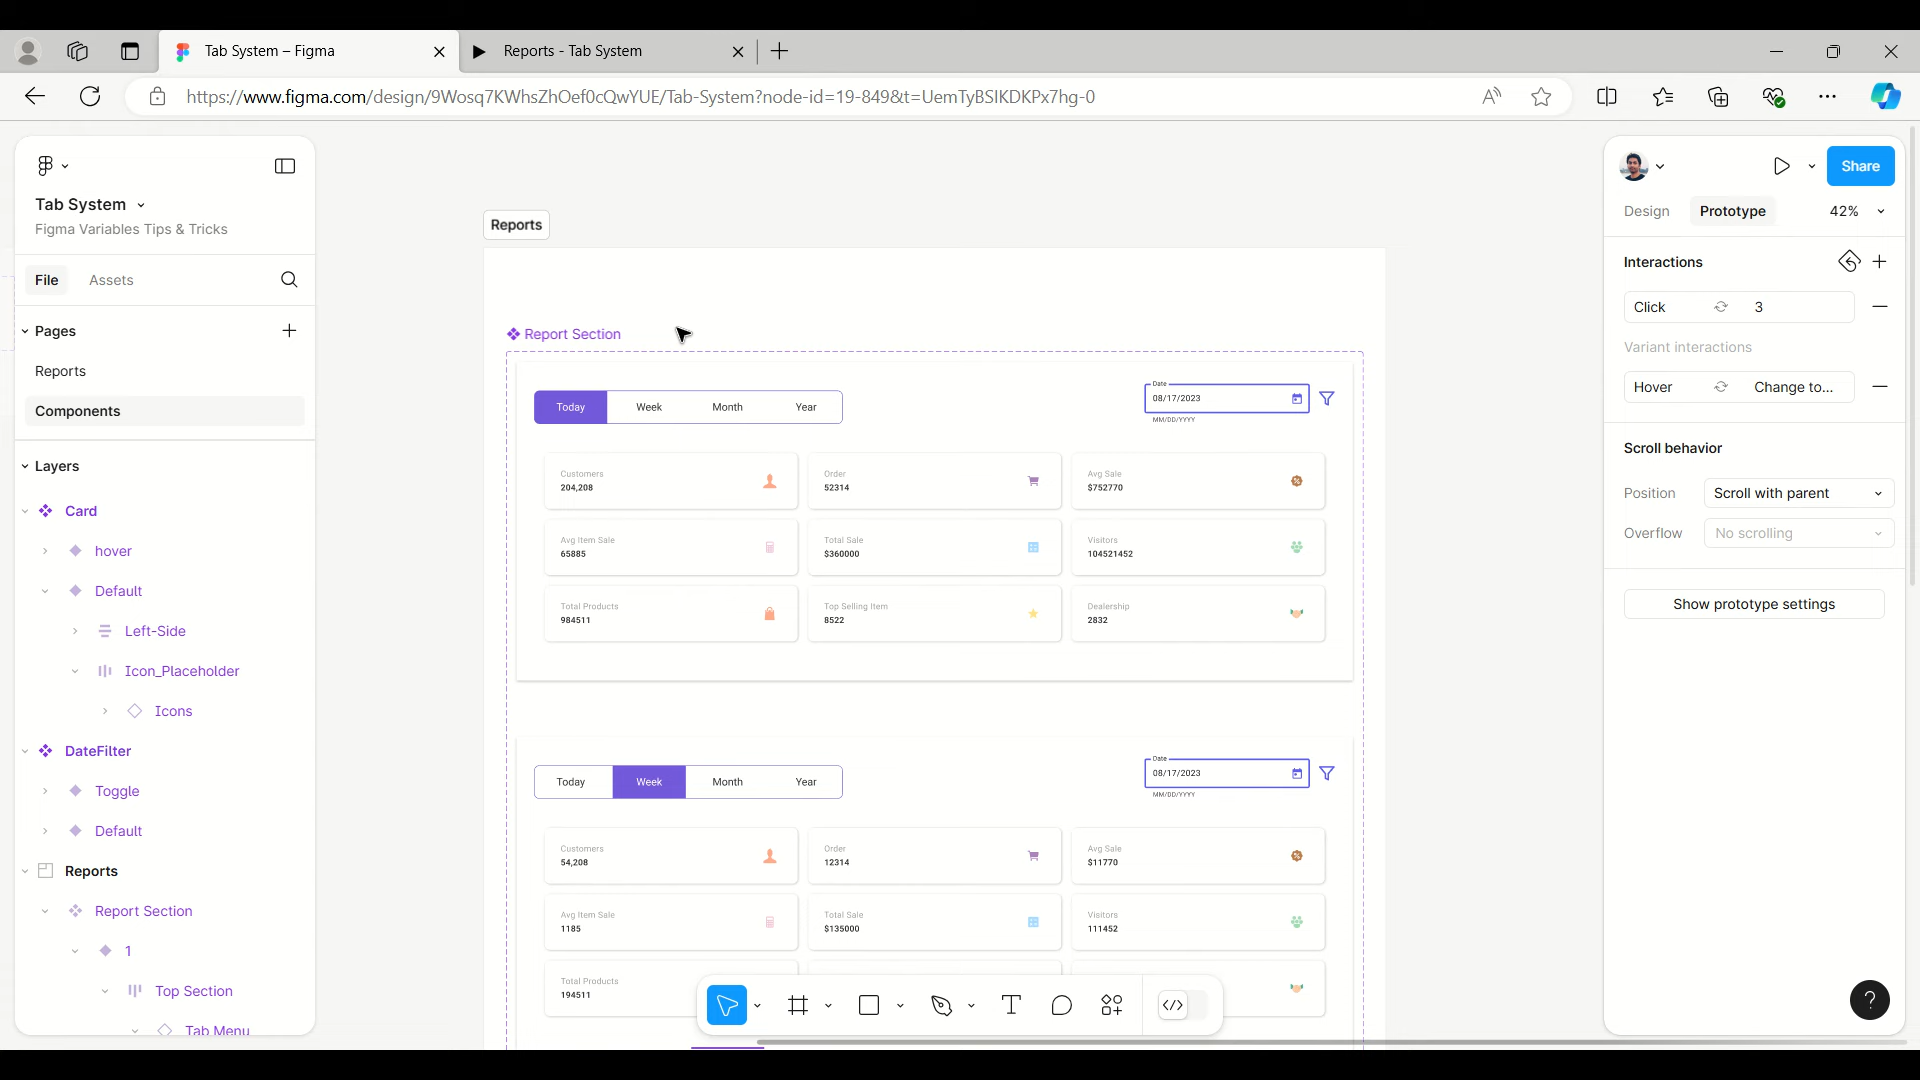 Tab System – Figma
Reports - Tab System
https://www.figma.com/design/9Wosq7KWhsZhOef0cQwYUE/Tab-System?node-id=19-849&t=UemTyBSIKDKPx7hg-0
Tab System
Figma Variables Tips & Tricks
File
Assets
Pages
Reports
Components
Layers
Card
hover
Default
Left-Side
Icon_Placeholder
Icons
DateFilter
Toggle
Default
Reports
Report Section
1
Top Section
Tab Menu
Reports
Report Section
Today
Week
Month
Year
Date
08/17/2023
MM/DD/YYYY
Customers
204,208
Order
52314
Avg Sale
$752770
Avg Item Sale
65885
Total Sale
$360000
Visitors
104521452
Total Products
984511
Top Selling Item
8522
Dealership
2832
Today
Week
Month
Year
Date
08/17/2023
MM/DD/YYYY
Customers
54,208
Order
12314
Avg Sale
$11770
Avg Item Sale
1185
Total Sale
$135000
Visitors
111452
Total Products
194511
Share
Design
Prototype
42%
Interactions
Click
3
Variant interactions
Hover
Change to...
Scroll behavior
Position
Scroll with parent
Overflow
No scrolling
Show prototype settings
?